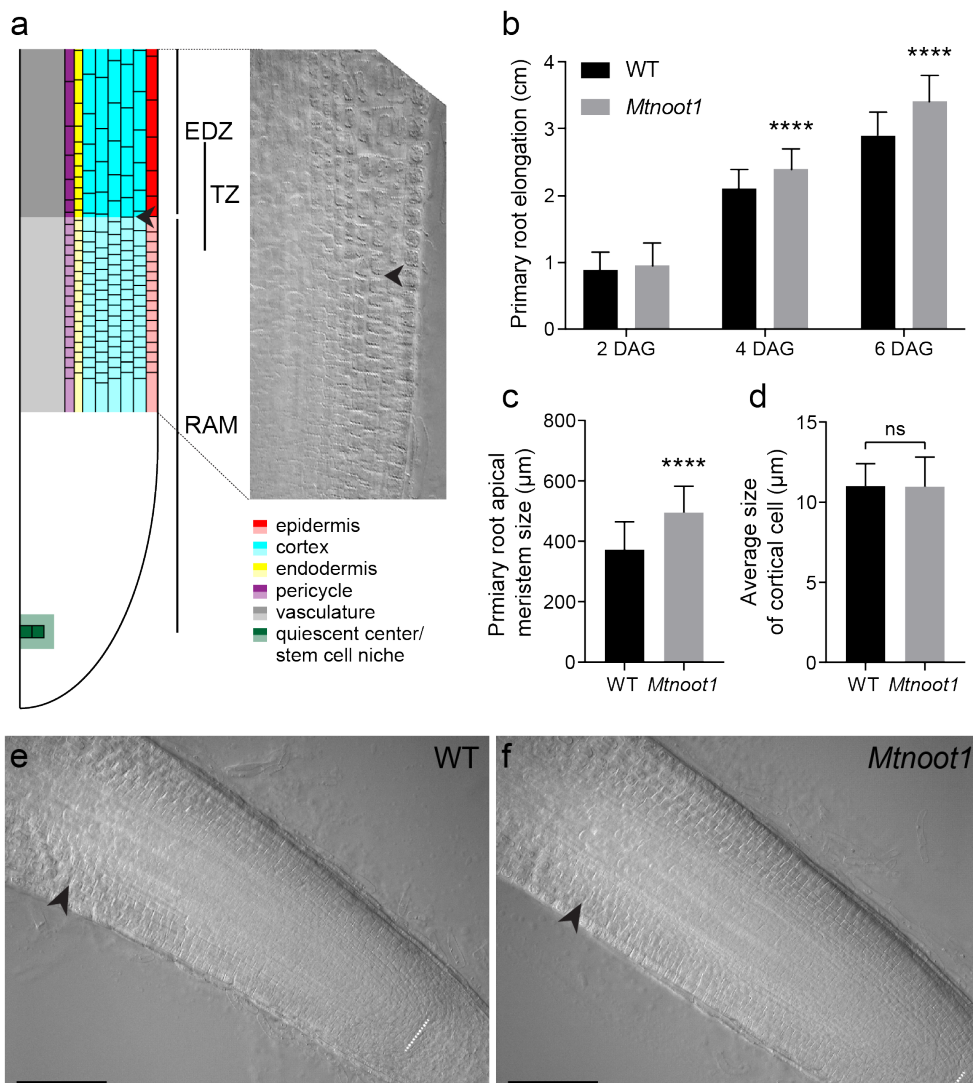 a
EDZ
TZ
RAM
epidermis
cortex
endodermis
pericycle
vasculature
quiescent center/
stem cell niche
b
Primary root elongation (cm)
4
3
2
1
0
WT
Mtnoot1
****
****
2 DAG
4 DAG
6 DAG
c
Prmiary root apical
meristem size (µm)
800
600
400
200
0
****
WT
Mtnoot1
d
Average size
of cortical cell (µm)
15
10
5
0
ns
WT
Mtnoot1
e
WT
f
Mtnoot1